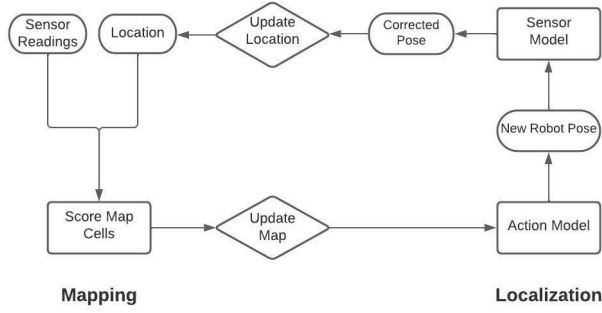 Sensor
Readings
Location
Update
Location
Corrected
Pose
Sensor
Model
New Robot Pose
Score Map
Cells
Update
Map
Action Model
Mapping
Localization